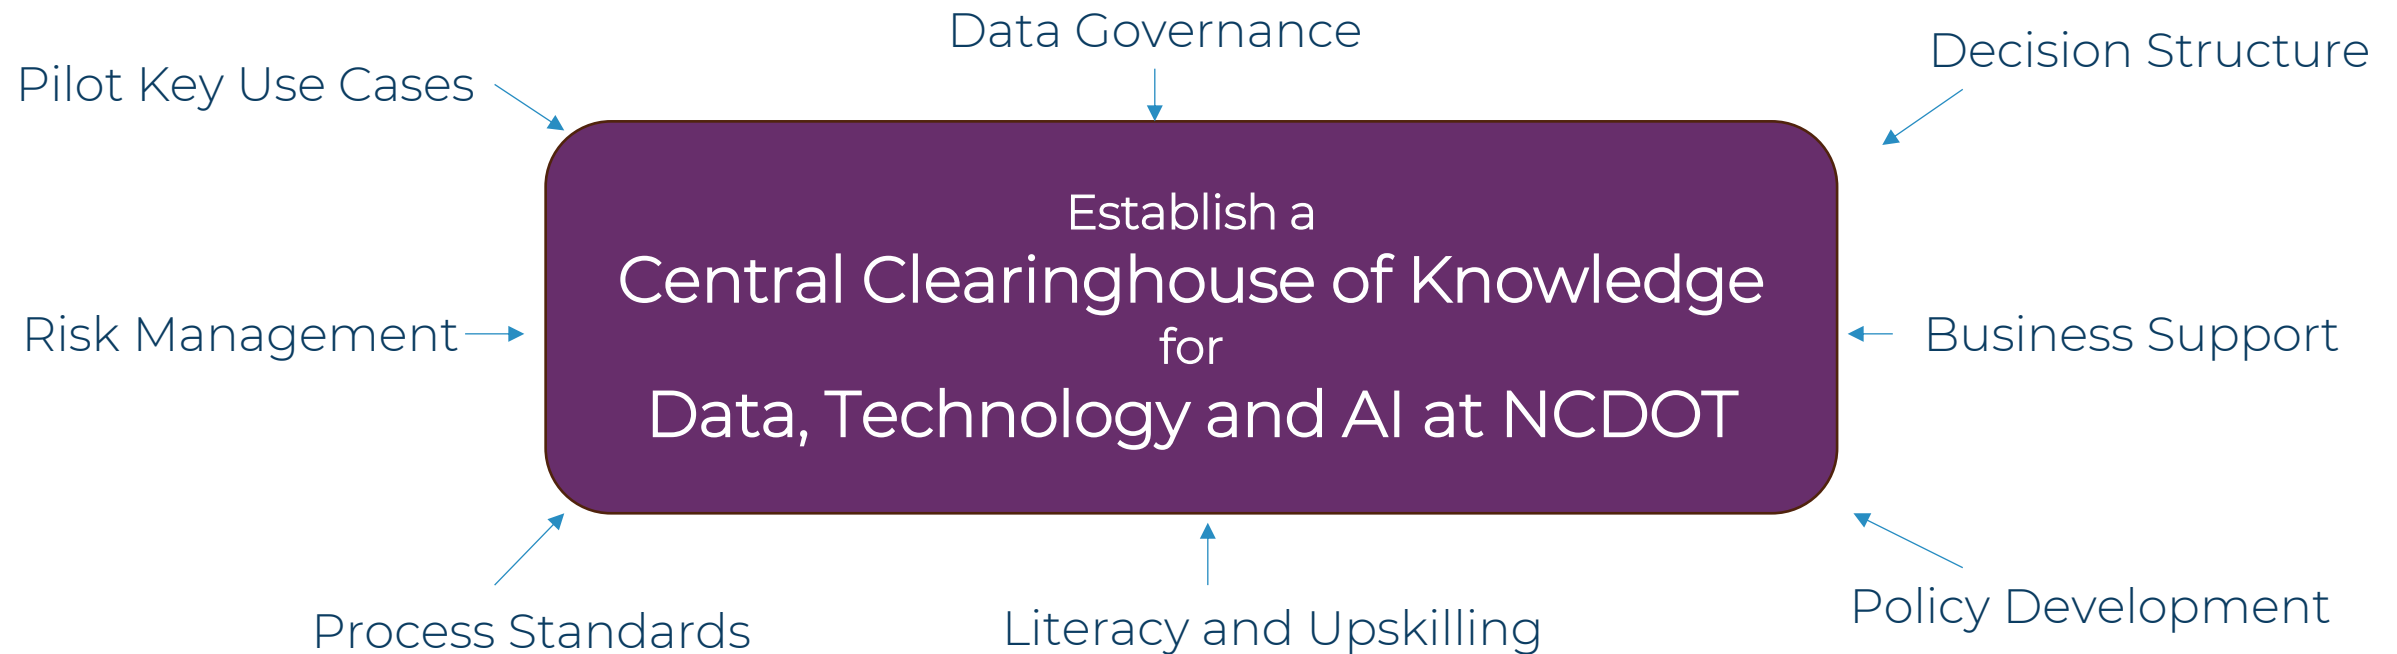 Data Governance
Decision Structure
Pilot Key Use Cases
Establish a
Central Clearinghouse of Knowledge
for
Data, Technology and AI at NCDOT
Risk Management
Business Support
Process Standards
Literacy and Upskilling
Policy Development